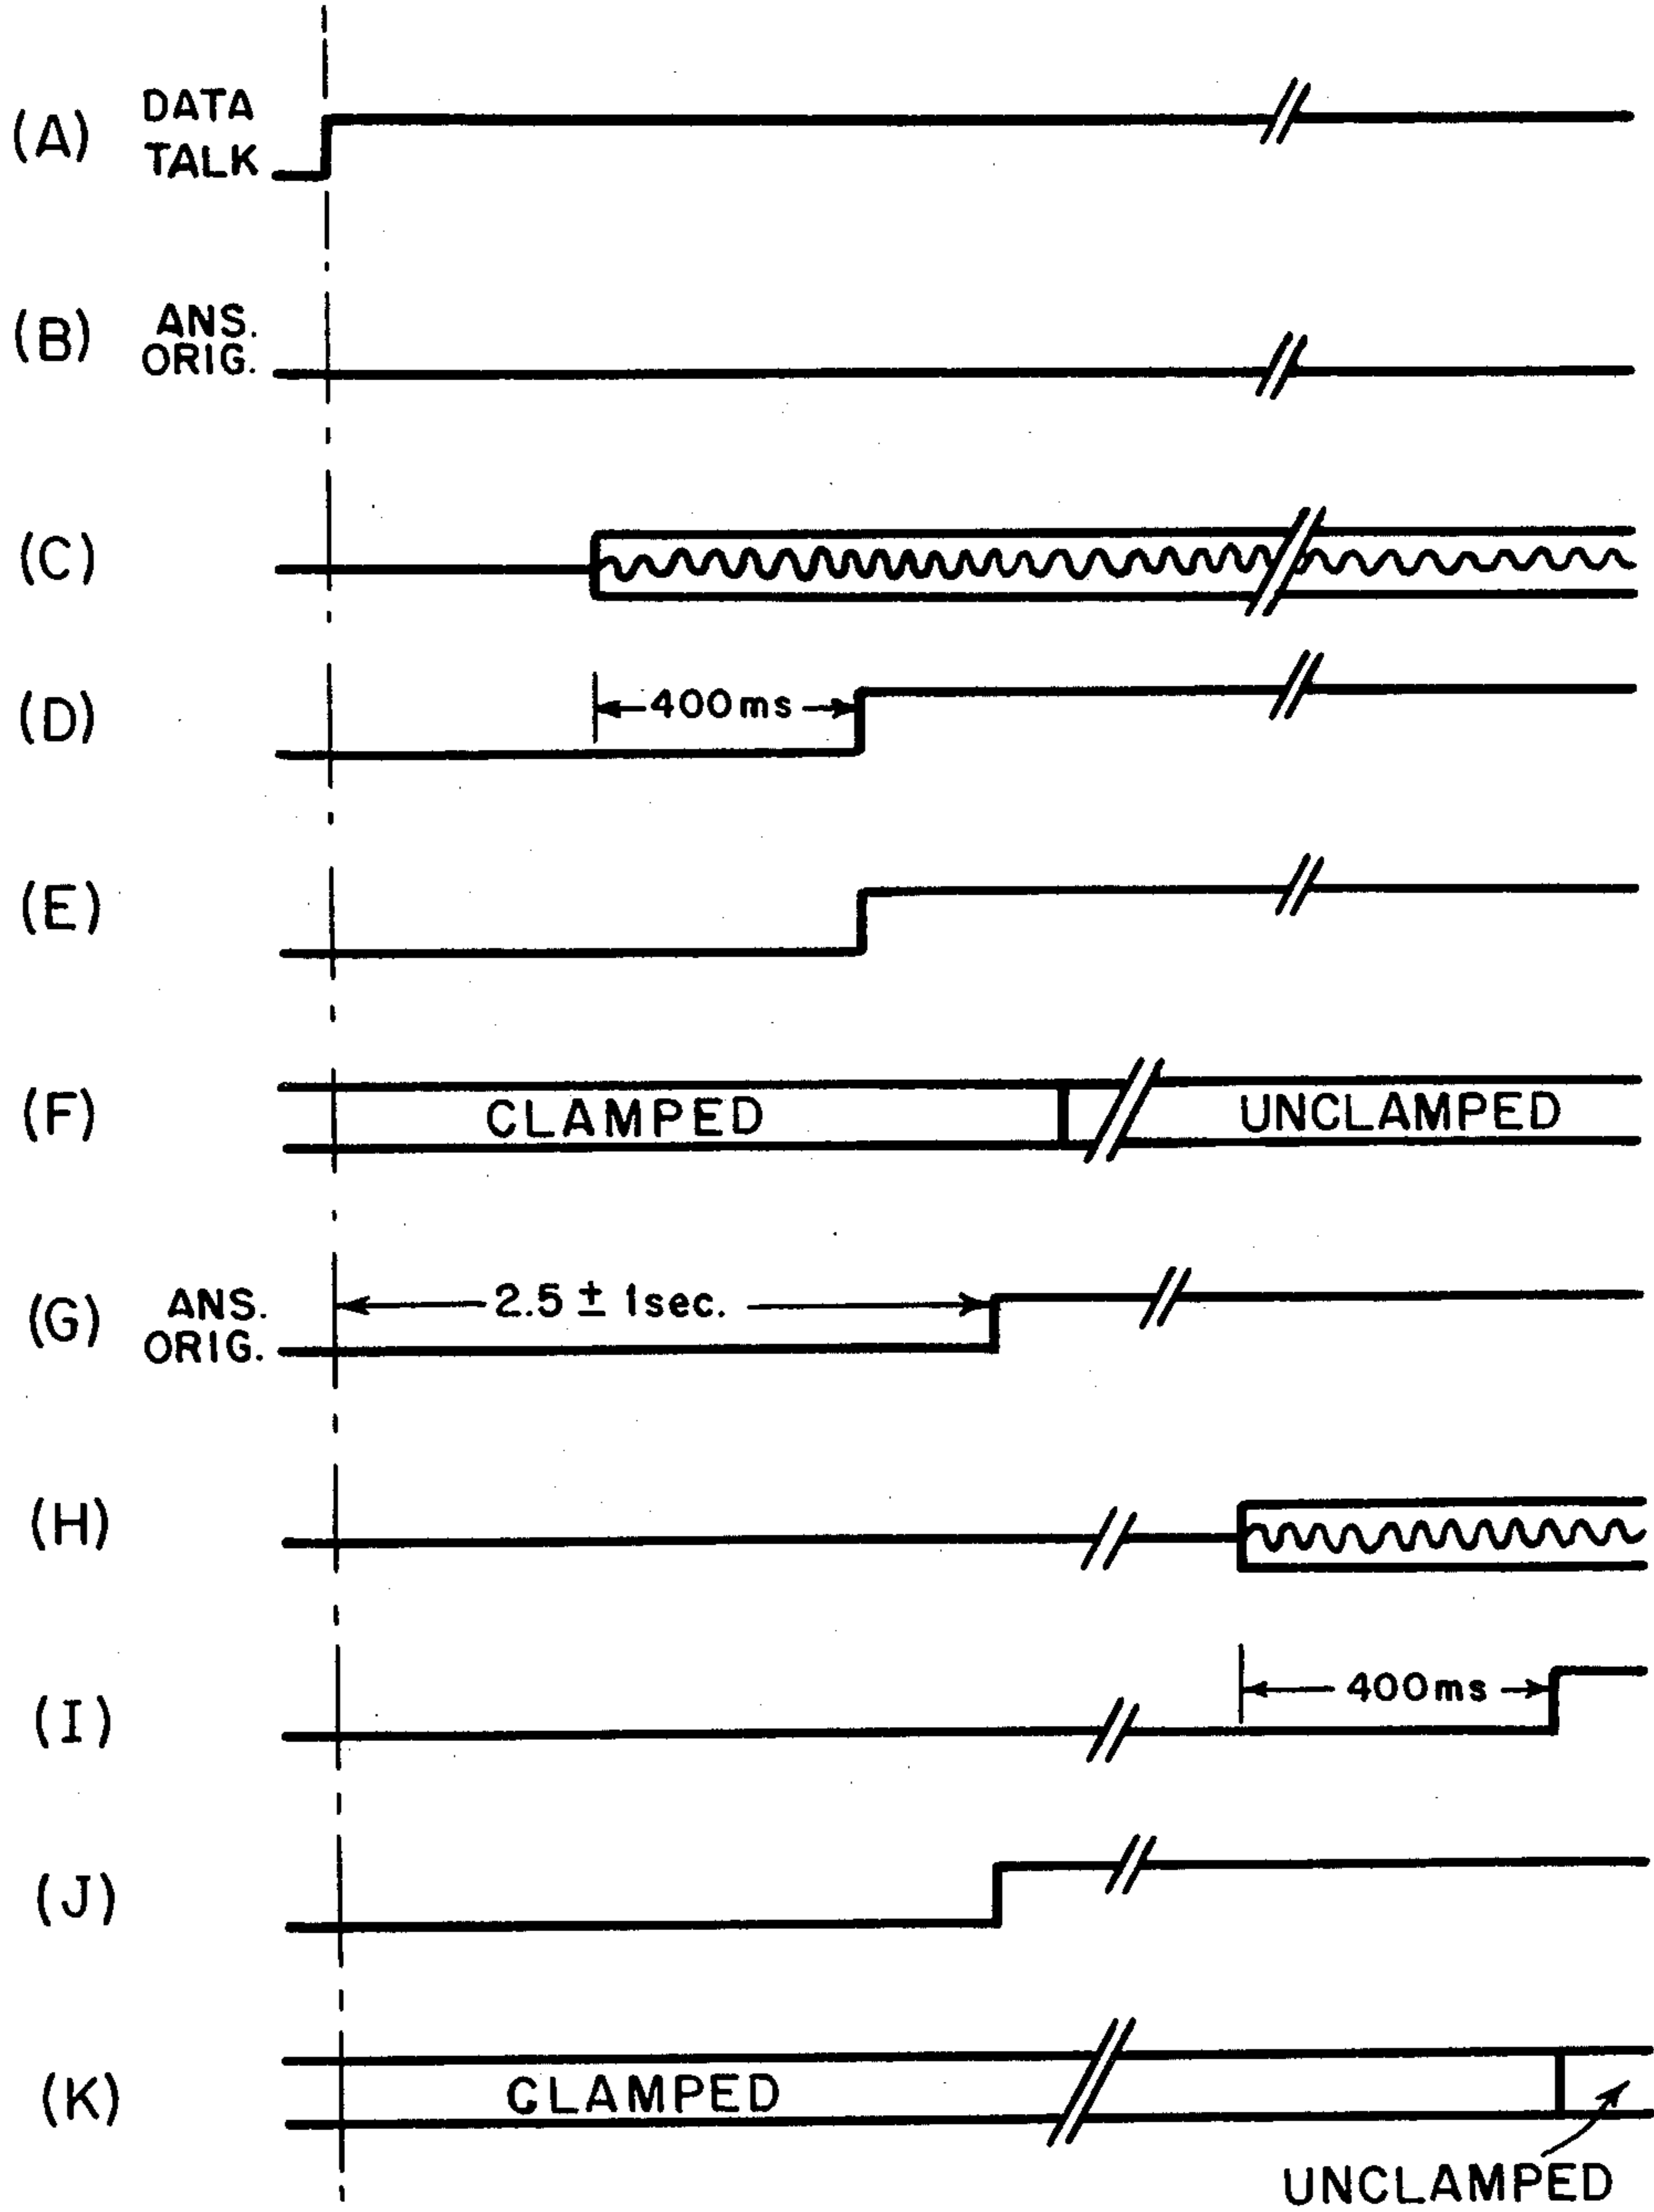 (A) DATA
TALK
(B) ANS.
ORIG.
(C)
(D) 400ms
(E)
(F) CLAMPED UNCLAMPED
(G) ANS. 2.5 ± 1sec.
ORIG.
(H)
(I) 400ms
(J)
(K) CLAMPED
UNCLAMPED